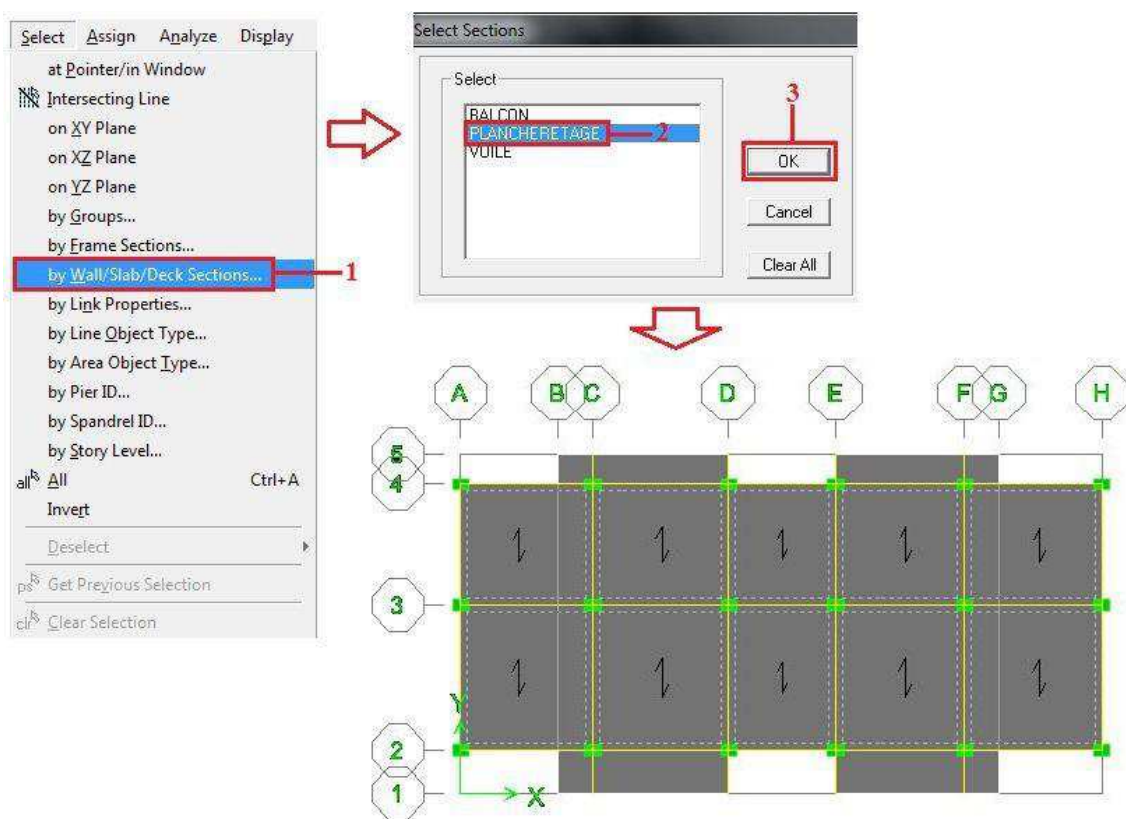 Select Assign Analyze Display
at Pointer/in Window
Intersecting Line
on XY Plane
on XZ Plane
on YZ Plane
by Groups...
by Frame Sections...
by Wall/Slab/Deck Sections... 1
by Link Properties...
by Line Object Type...
by Area Object Type...
by Pier ID...
by Spandrel ID...
by Story Level...
all All Ctrl+A
Invert
Deselect
ps Get Previous Selection
clr Clear Selection
Select Sections
Select
BALCON
PLANCHERETAGE 2
VOILE
3
OK
Cancel
Clear All
A B C D E F G H
5
4
3
2
1
Y
X